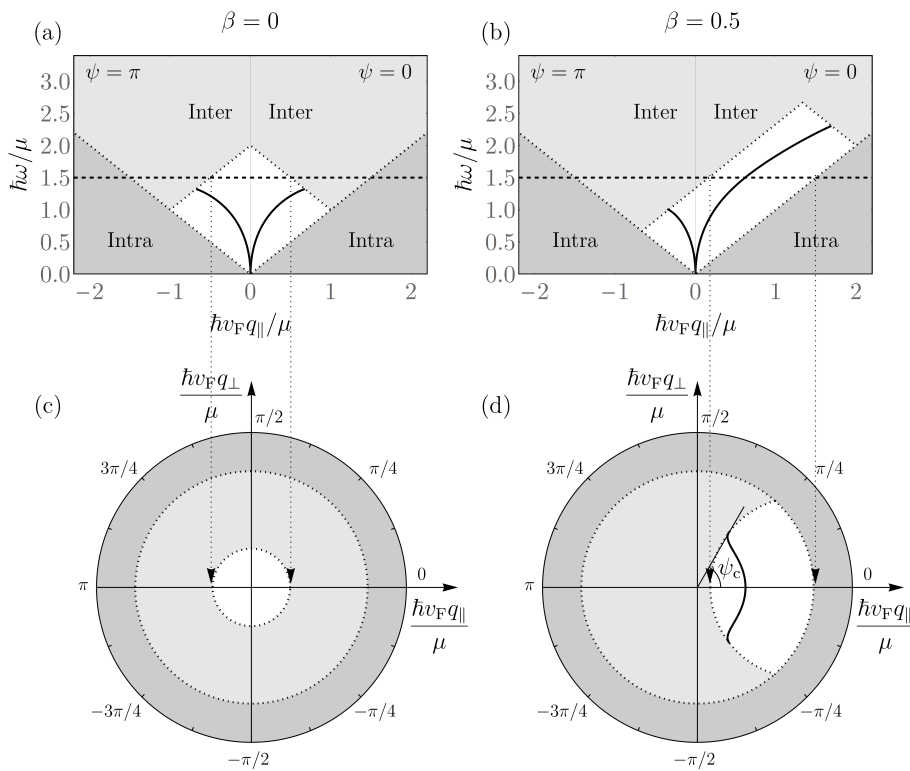 β = 0
β = 0.5
(a)
(b)
ψ = π
ψ = 0
ψ = π
ψ = 0
3.0
2.5
2.0
1.5
1.0
0.5
0.0
ħω/μ
Inter
Inter
Intra
Intra
3.0
2.5
2.0
1.5
1.0
0.5
0.0
ħω/μ
Inter
Inter
Intra
Intra
−2
−1
0
1
2
−2
−1
0
1
2
ħv_F q_∥/μ
ħv_F q_∥/μ
(c)
ħv_F q_⊥
μ
π/2
3π/4
π/4
π
0
ħv_F q_∥
μ
−3π/4
−π/4
−π/2
(d)
ħv_F q_⊥
μ
π/2
3π/4
π/4
π
0
ψ_c
ħv_F q_∥
μ
−3π/4
−π/4
−π/2